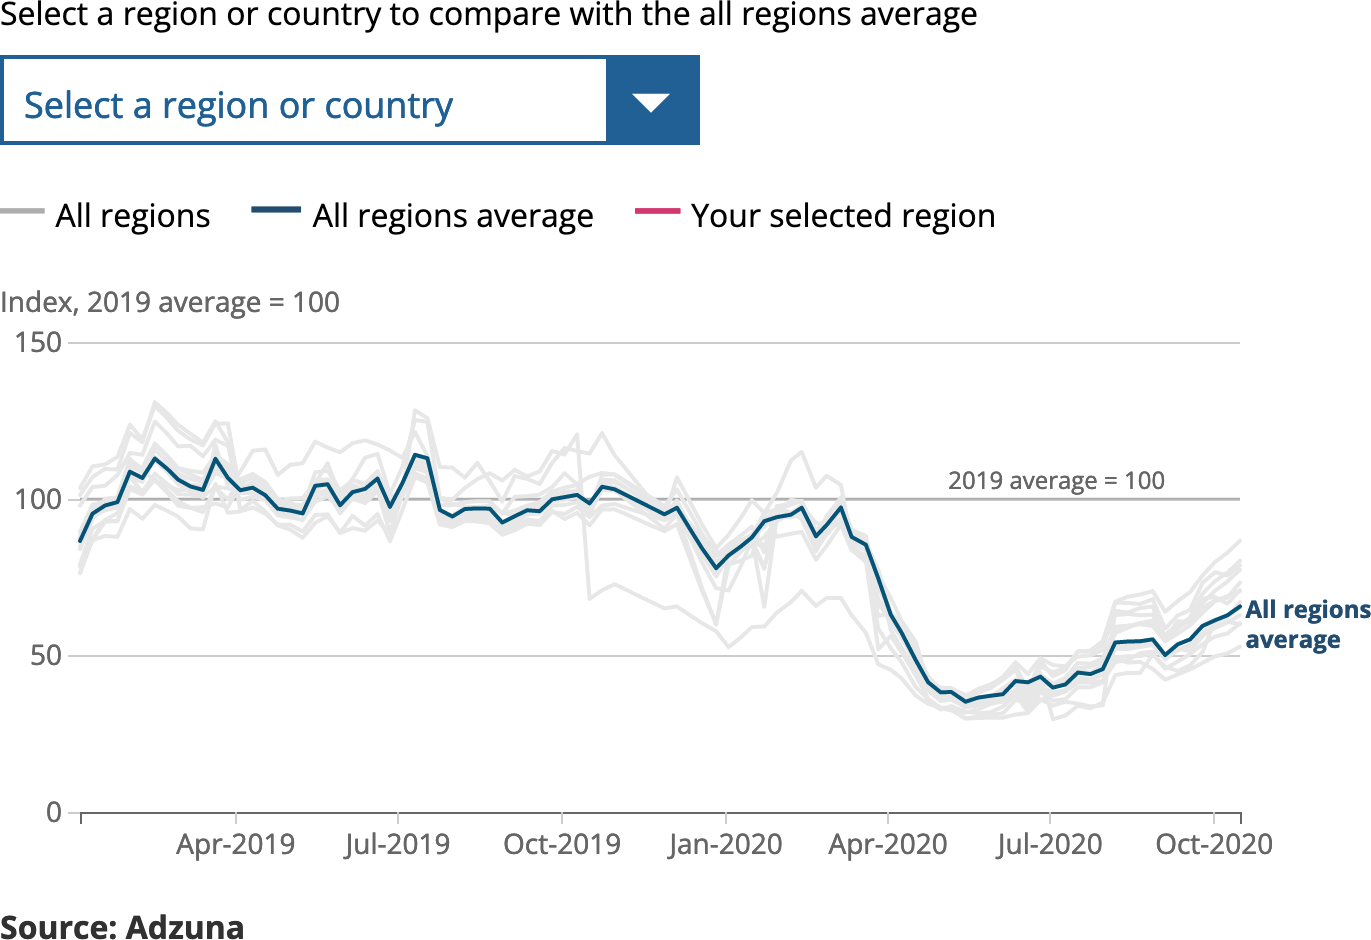 Select a region or country to compare with the all regions average
Select a region or country
All regions
All regions average
Your selected region
Index, 2019 average = 100
150
100
50
0
2019 average = 100
All regions
average
Apr-2019
Jul-2019
Oct-2019
Jan-2020
Apr-2020
Jul-2020
Oct-2020
Source: Adzuna